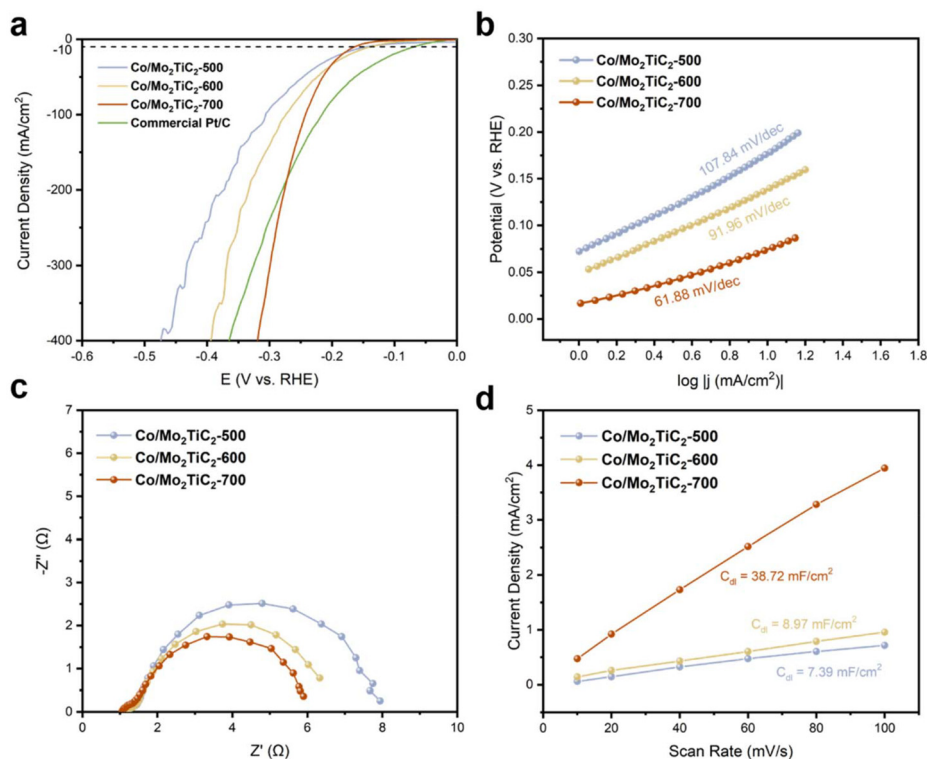 a
0
-10
-100
-200
-300
-400
Current Density (mA/cm²)
Co/Mo₂TiC₂-500
Co/Mo₂TiC₂-600
Co/Mo₂TiC₂-700
Commercial Pt/C
-0.6 -0.5 -0.4 -0.3 -0.2 -0.1 0.0
E (V vs. RHE)
b
0.30
0.25
0.20
0.15
0.10
0.05
0.00
Potential (V vs. RHE)
Co/Mo₂TiC₂-500
Co/Mo₂TiC₂-600
Co/Mo₂TiC₂-700
107.84 mV/dec
91.96 mV/dec
61.88 mV/dec
0.0 0.2 0.4 0.6 0.8 1.0 1.2 1.4 1.6 1.8
log |j (mA/cm²)|
c
7
6
5
4
3
2
1
0
-Z" (Ω)
Co/Mo₂TiC₂-500
Co/Mo₂TiC₂-600
Co/Mo₂TiC₂-700
0 2 4 6 8 10
Z' (Ω)
d
5
4
3
2
1
0
Current Density (mA/cm²)
Co/Mo₂TiC₂-500
Co/Mo₂TiC₂-600
Co/Mo₂TiC₂-700
C_dl = 38.72 mF/cm²
C_dl = 8.97 mF/cm²
C_dl = 7.39 mF/cm²
0 20 40 60 80 100
Scan Rate (mV/s)